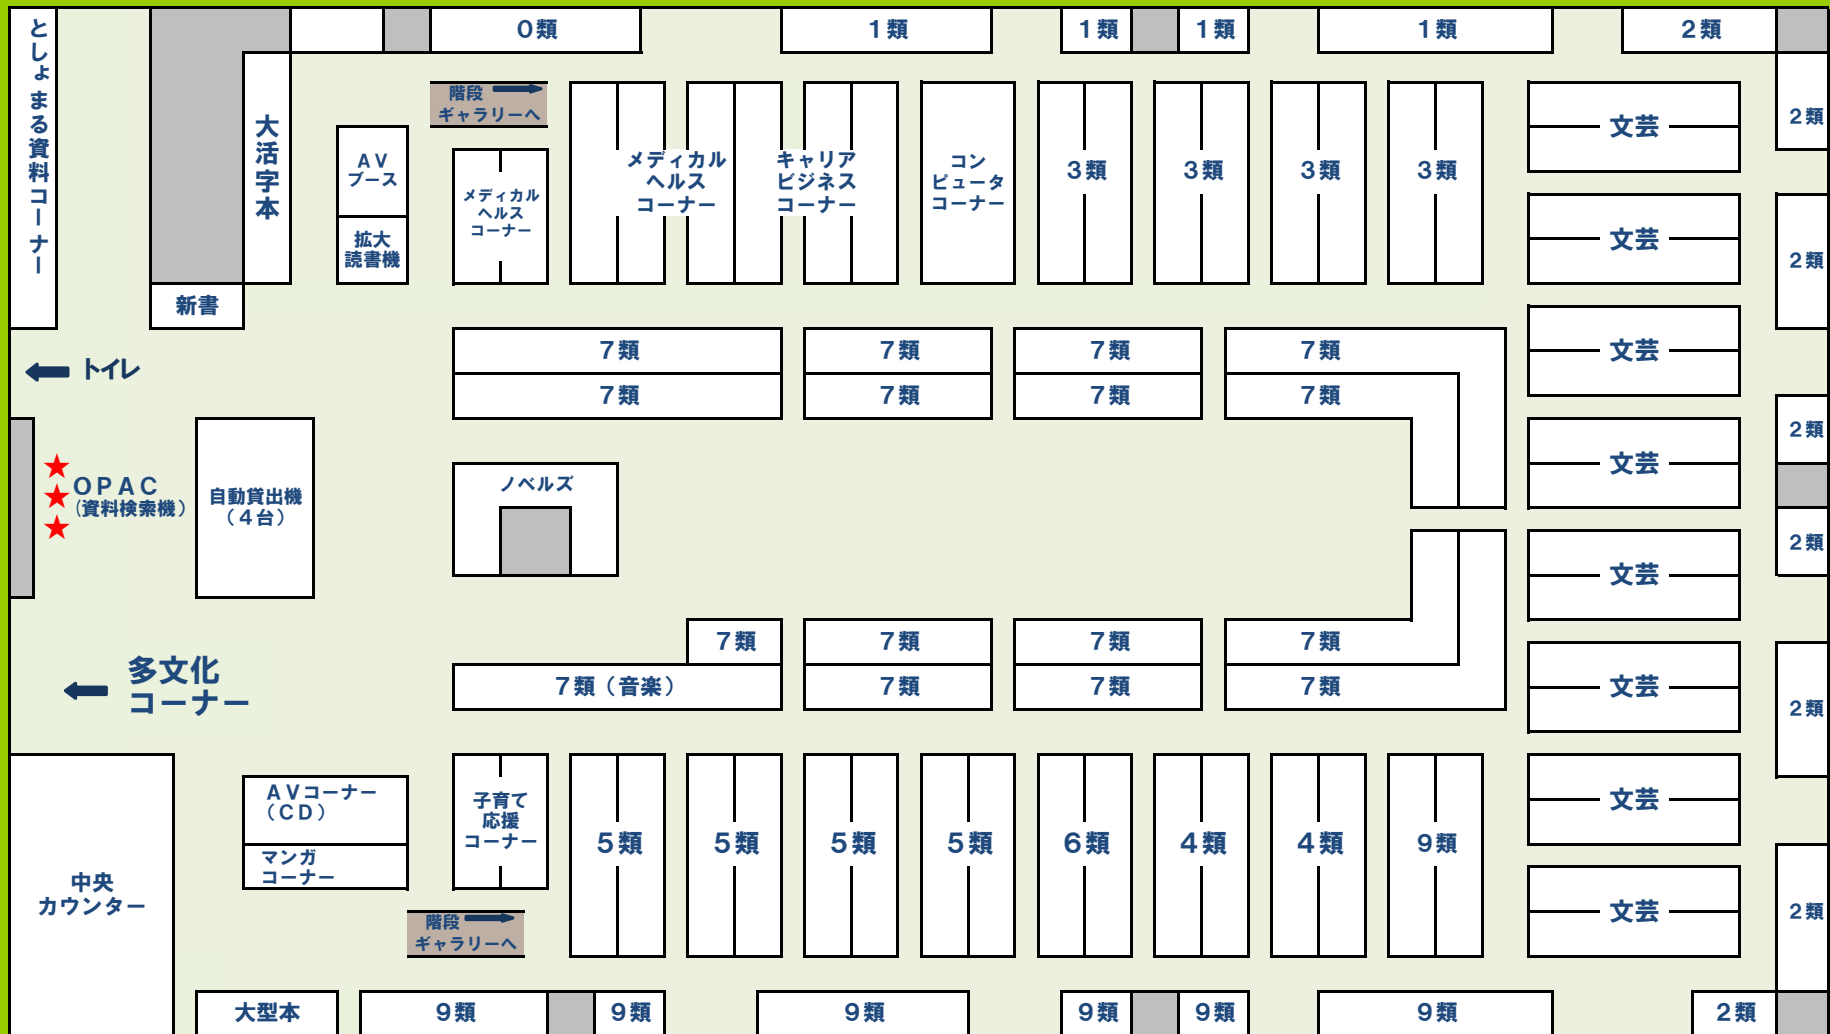 としょまる資料コーナー
０類
１類
１類
１類
１類
２類
大活字本
階段
ギャラリーへ
ＡＶ
ブース
拡大
読書機
メディカル
ヘルス
コーナー
メディカル
ヘルス
コーナー
キャリア
ビジネス
コーナー
コン
ピュータ
コーナー
３類
３類
３類
３類
文芸
２類
文芸
２類
新書
トイレ
７類
７類
７類
７類
文芸
７類
７類
７類
７類
ＯＰＡＣ
（資料検索機）
自動貸出機
（４台）
ノベルズ
文芸
２類
文芸
２類
多文化
コーナー
７類
７類
７類
７類
７類（音楽）
７類
７類
７類
文芸
２類
中央
カウンター
ＡＶコーナー
（ＣＤ）
マンガ
コーナー
子育て
応援
コーナー
５類
５類
５類
５類
６類
４類
４類
９類
文芸
文芸
２類
階段
ギャラリーへ
大型本
９類
９類
９類
９類
９類
９類
２類